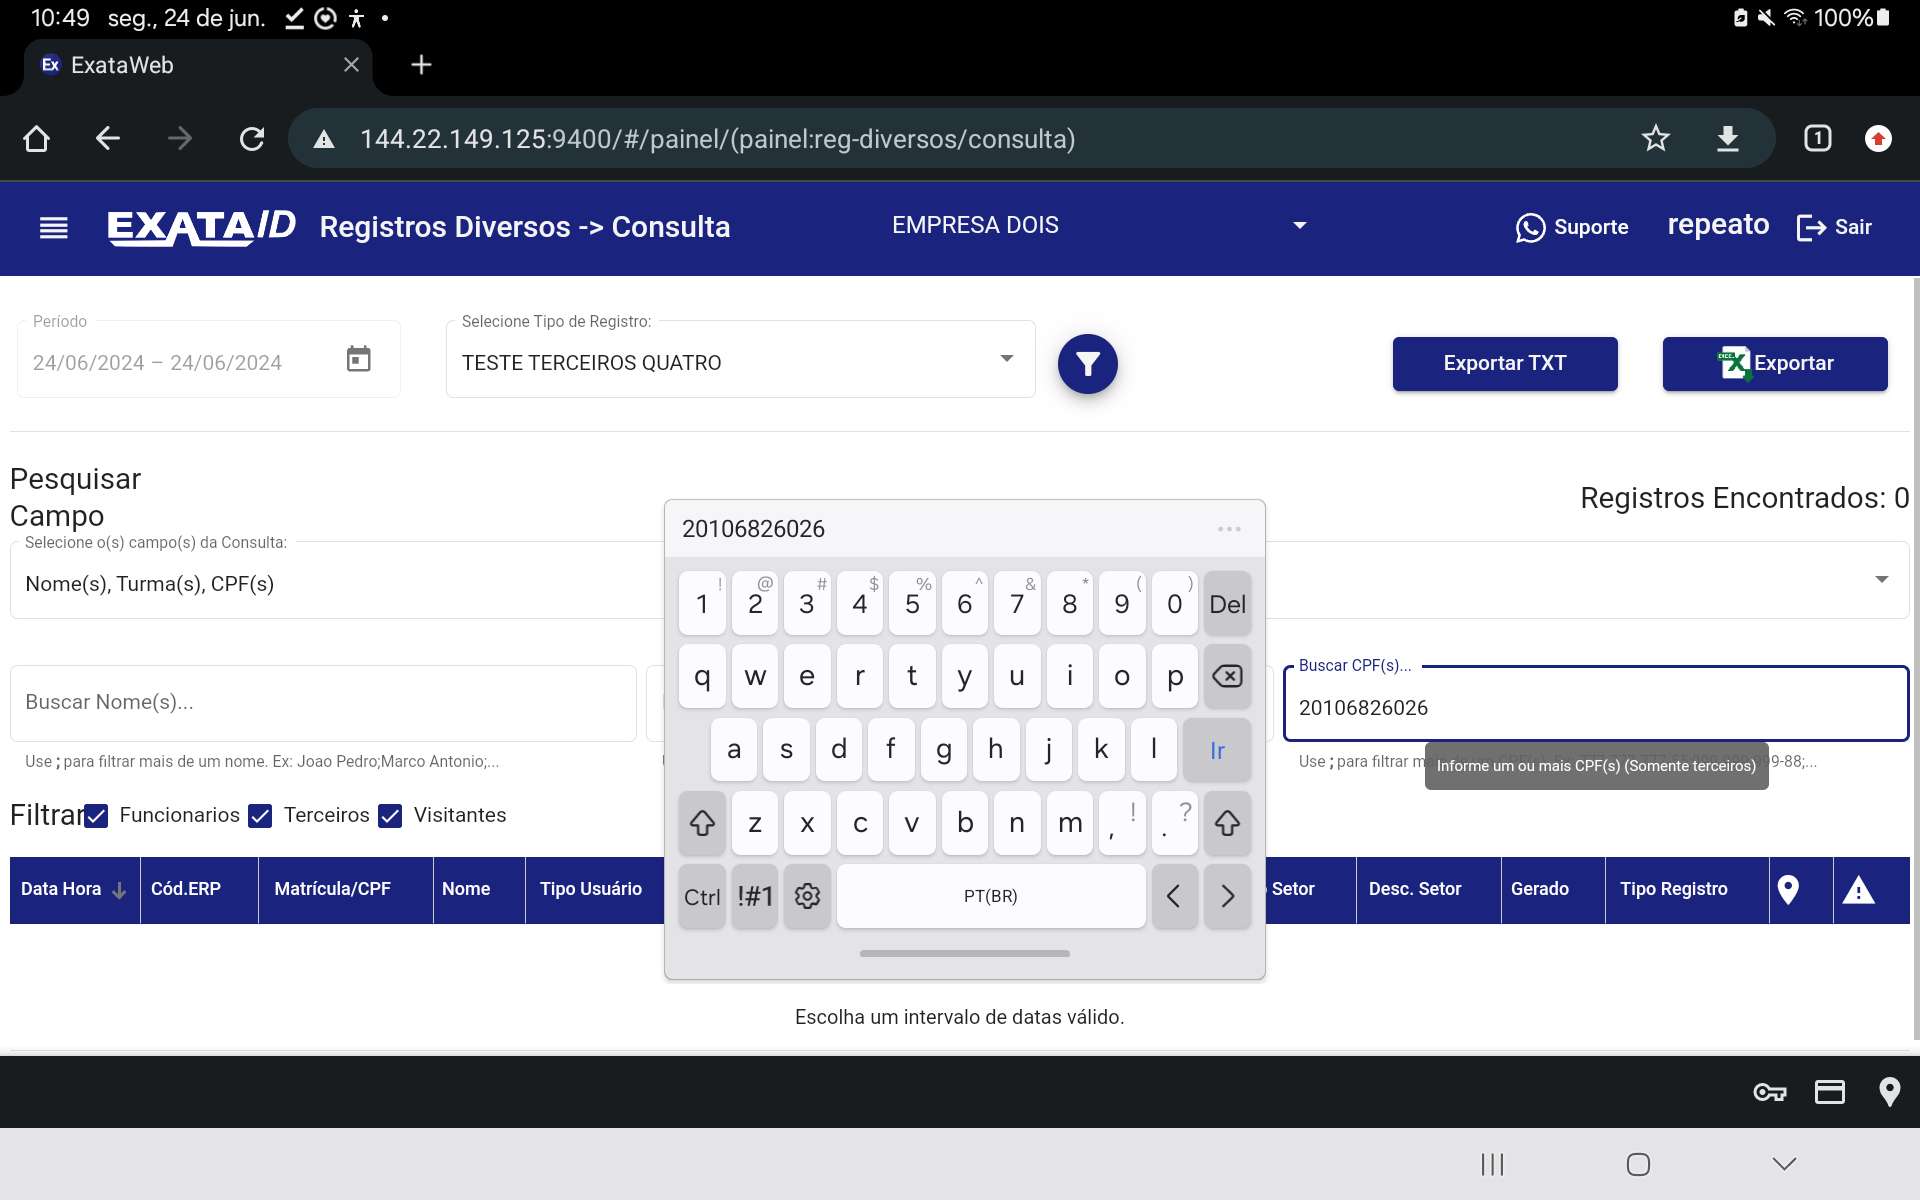 10:49 seg., 24 de jun.
100%
Ex ExataWeb
144.22.149.125:9400/#/painel/(painel:reg-diversos/consulta)
1
EXATA/D Registros Diversos -> Consulta
EMPRESA DOIS
Suporte
repeato
Sair
Período
24/06/2024 – 24/06/2024
Selecione Tipo de Registro:
TESTE TERCEIROS QUATRO
Exportar TXT
Exportar
Pesquisar
Campo
Registros Encontrados: 0
Selecione o(s) campo(s) da Consulta:
Nome(s), Turma(s), CPF(s)
20106826026
! @ # $ % ^ & * ( )
1 2 3 4 5 6 7 8 9 0 Del
q w e r t y u i o p
a s d f g h j k l Ir
z x c v b n m , ! . ?
Ctrl !#1 PT(BR) < >
Buscar Nome(s)...
Use ; para filtrar mais de um nome. Ex: Joao Pedro;Marco Antonio;...
Buscar CPF(s)...
20106826026
Use ; para filtrar
99-88;...
Informe um ou mais CPF(s) (Somente terceiros)
Filtrar Funcionarios Terceiros Visitantes
Data Hora Cód.ERP Matrícula/CPF Nome Tipo Usuário Setor Desc. Setor Gerado Tipo Registro
Escolha um intervalo de datas válido.